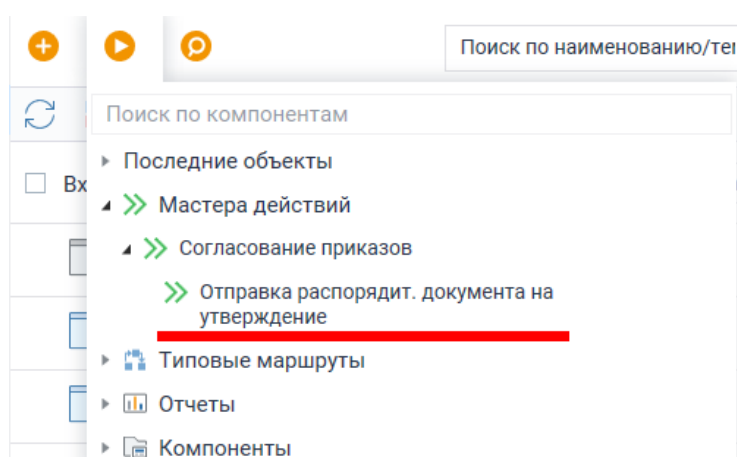 Поиск по наименованию/тег
Поиск по компонентам
Последние объекты
Вх
Мастера действий
Согласование приказов
Отправка распорядит. документа на
утверждение
Типовые маршруты
Отчеты
Компоненты